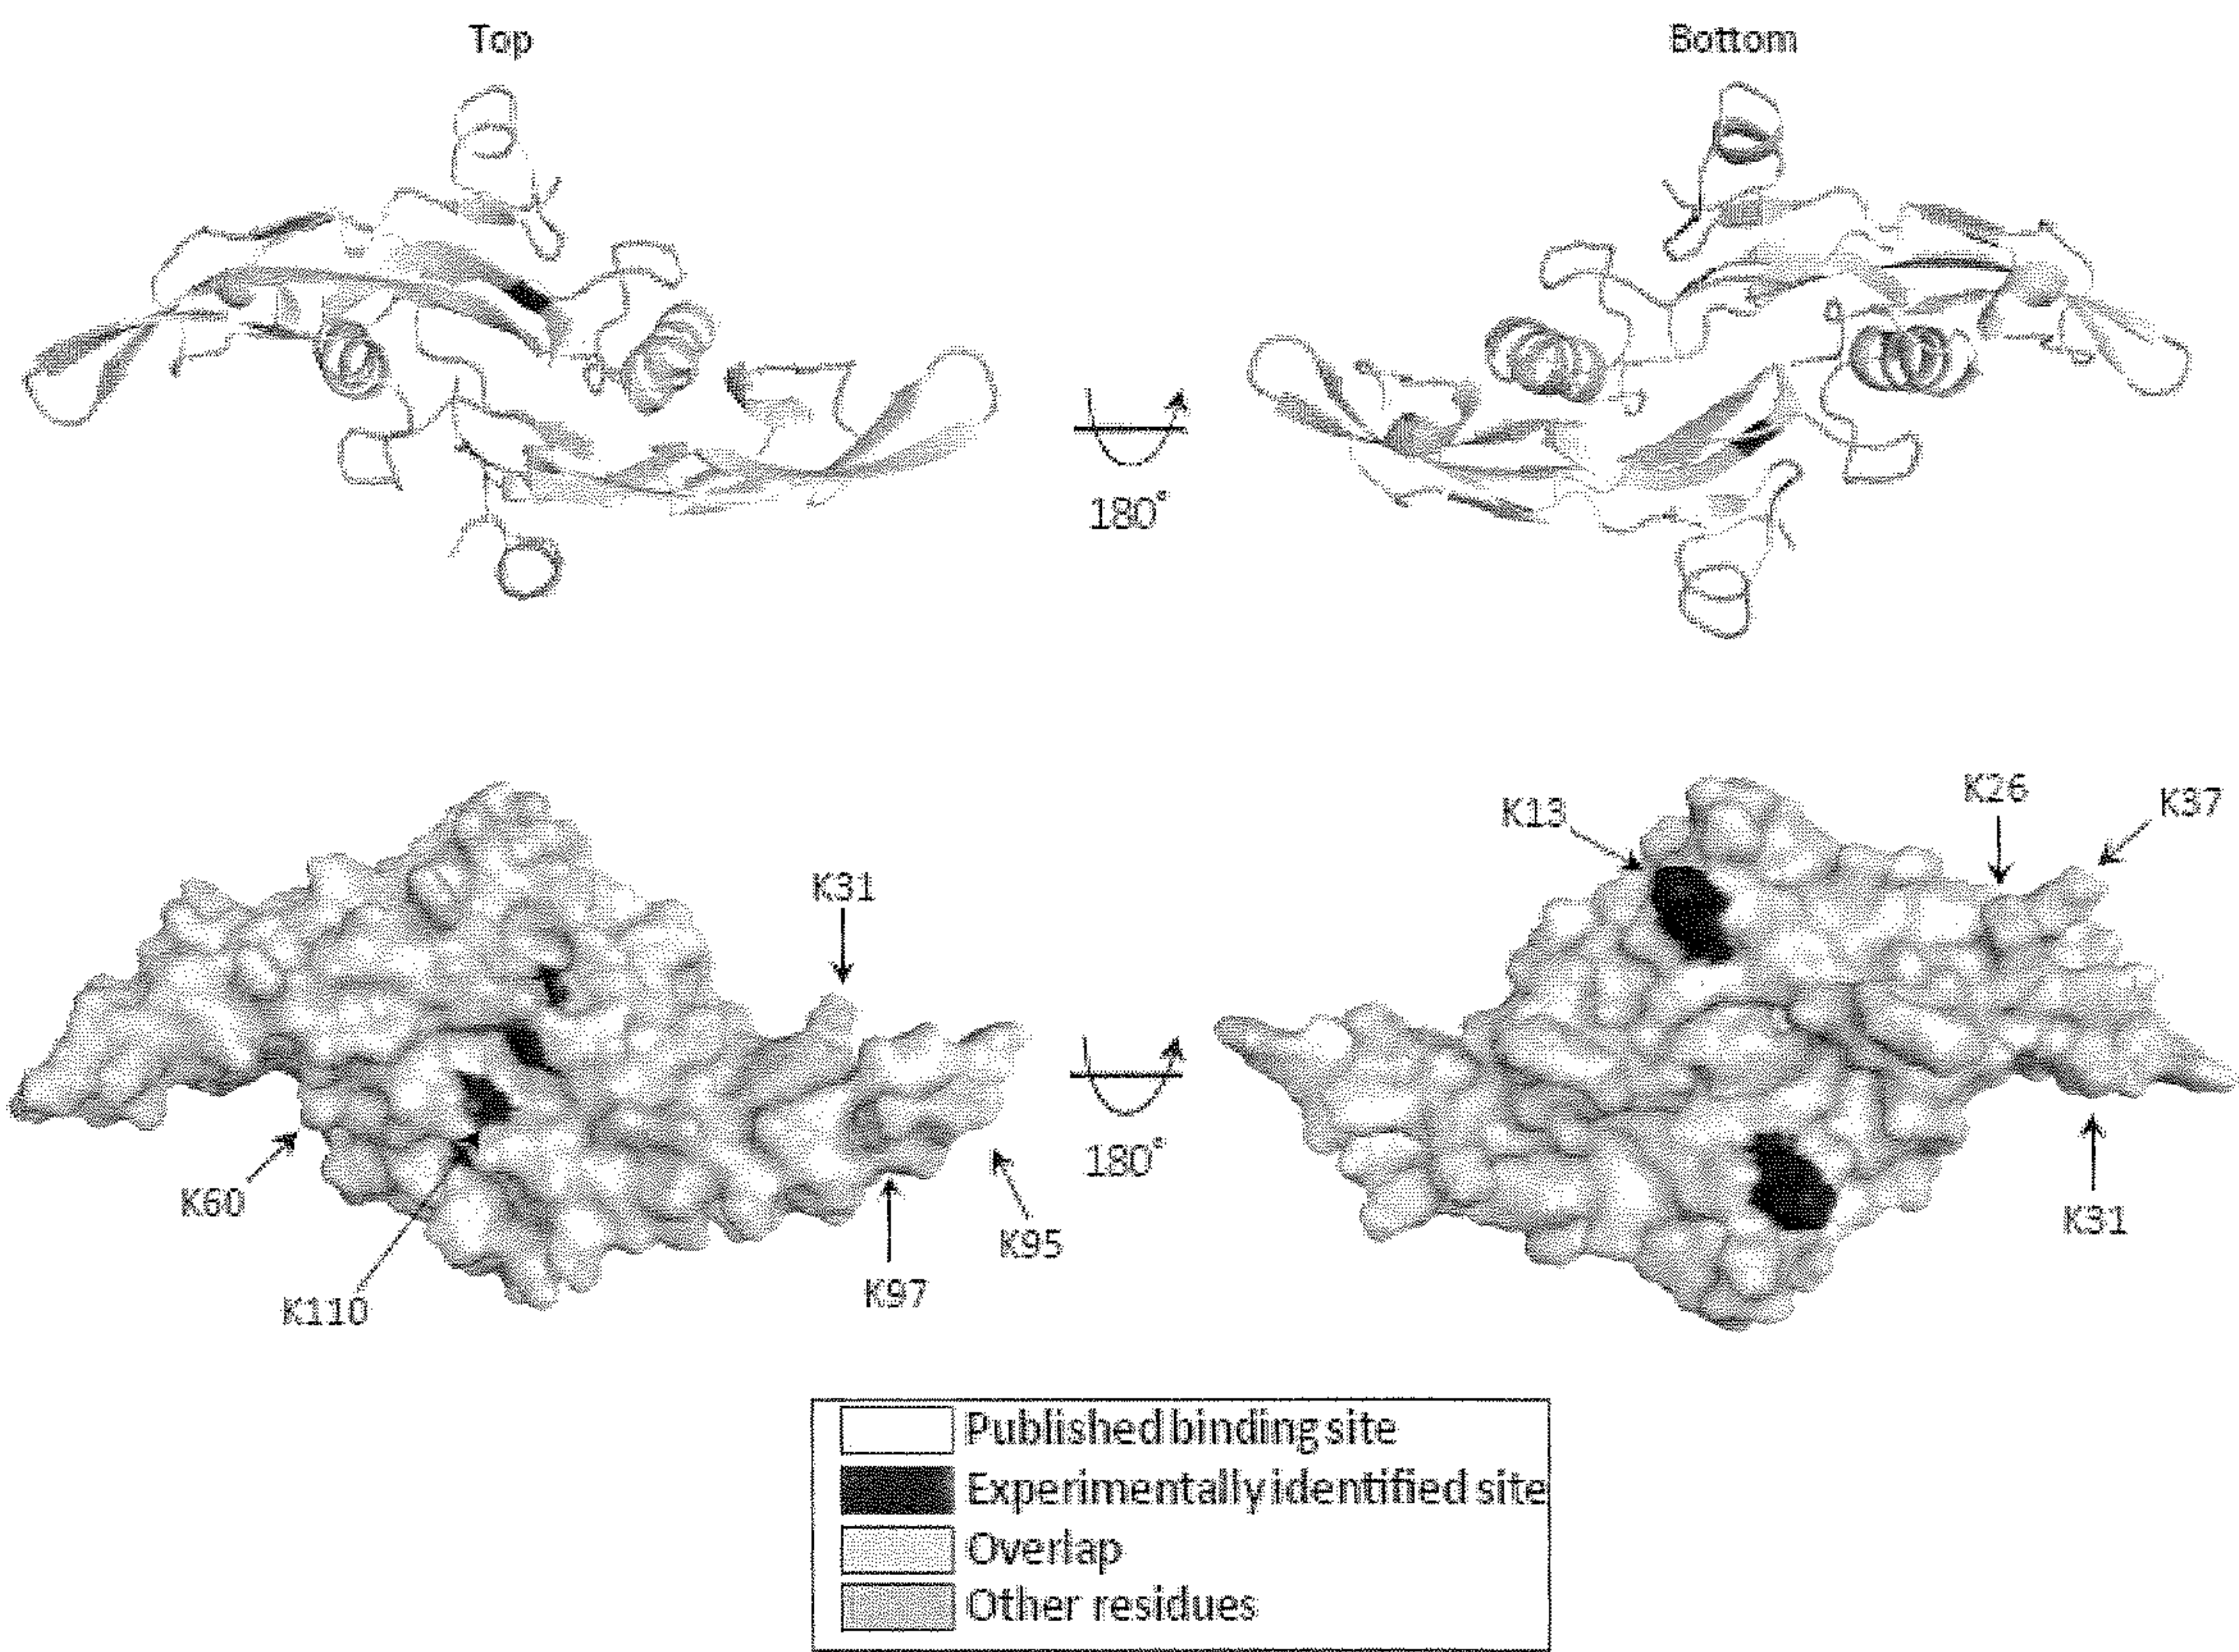 Top
Bottom
180°
K13
K26
K37
K31
K60
K110
K97
K95
180°
K31
Published binding site
Experimentally identified site
Overlap
Other residues